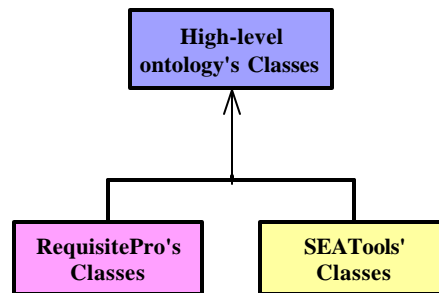 High-level
ontology's Classes
RequisitePro's
Classes
SEATools'
Classes